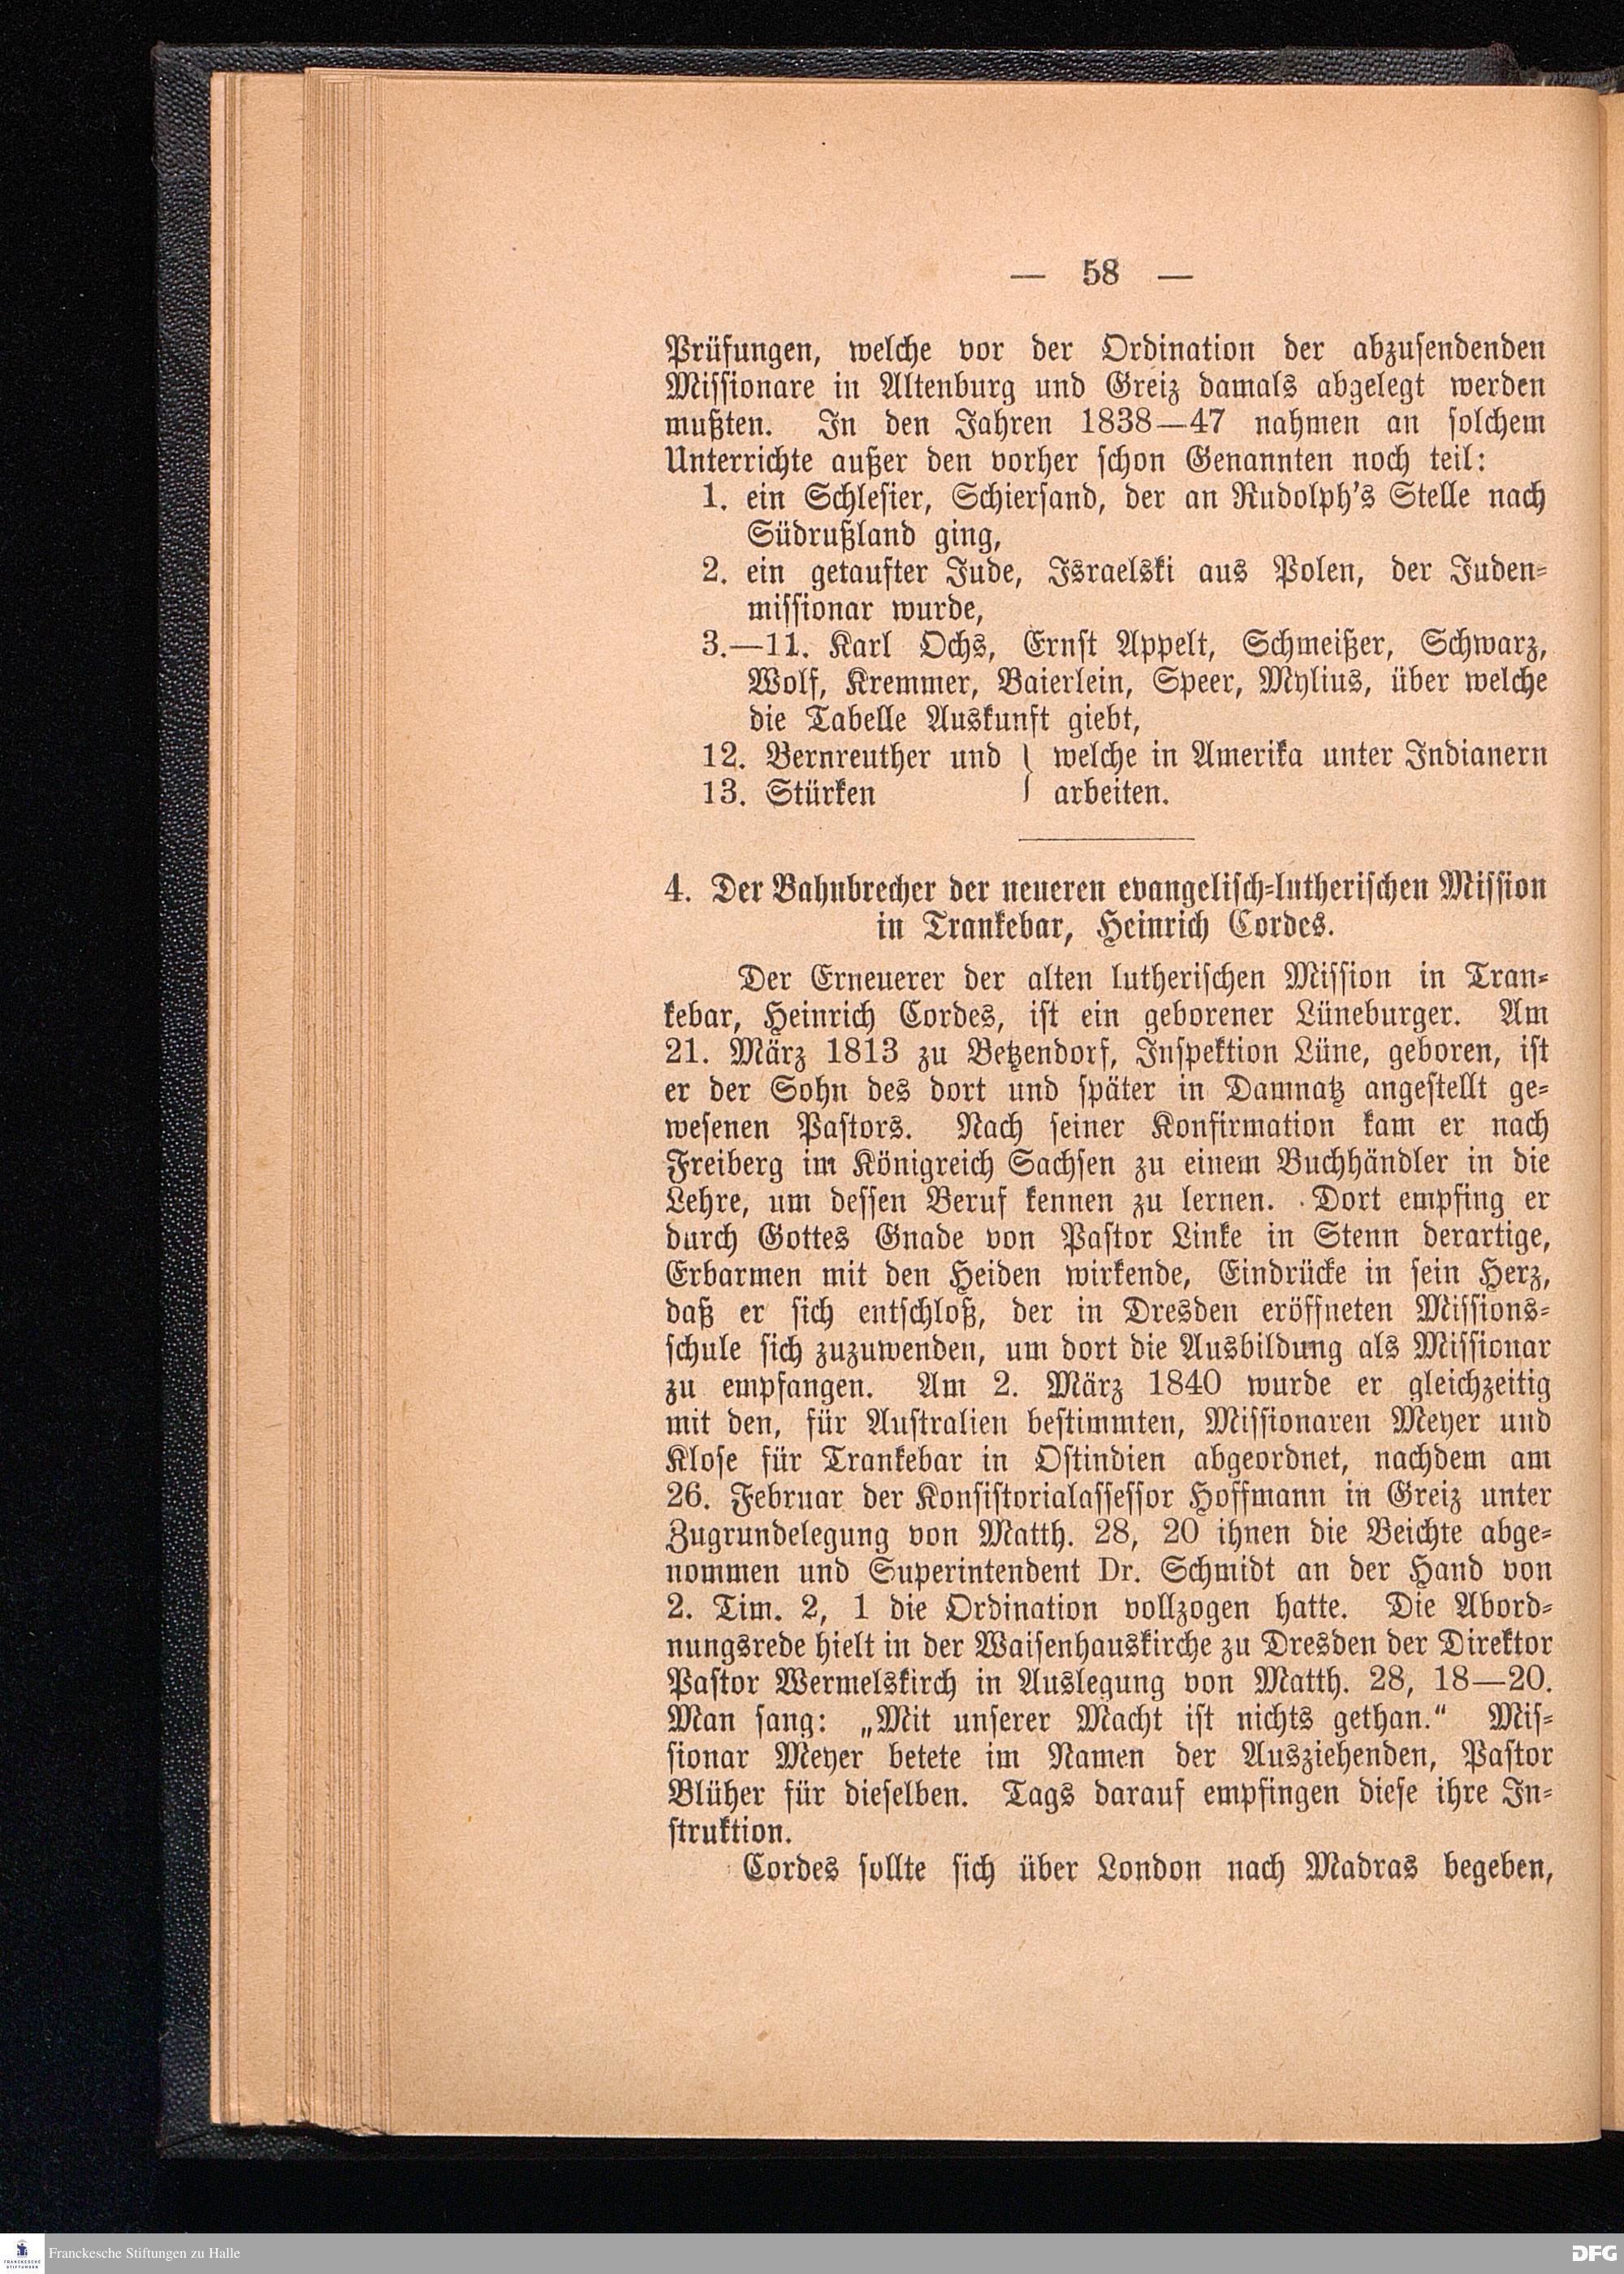 — 58 —
Prüfungen, welche vor der Ordination der abzusendenden
Missionare in Altenburg und Greiz damals abgelegt werden
mußten. In den Jahren 1838—47 nahmen an solchem
Unterrichte außer den vorher schon Genannten noch teil:
1. ein Schlesier, Schiersand, der an Rudolph's Stelle nach
Südrußland ging,
2. ein getaufter Jude, Israelski aus Polen, der Juden-
missionar wurde,
3.—11. Karl Ochs, Ernst Appelt, Schmeißer, Schwarz,
Wolf, Kremmer, Baierlein, Speer, Mylius, über welche
die Tabelle Auskunft giebt,
12. Bernreuther und } welche in Amerika unter Indianern
13. Stürken } arbeiten.
4. Der Bahnbrecher der neueren evangelisch-lutherischen Mission
in Trankebar, Heinrich Cordes.
Der Erneuerer der alten lutherischen Mission in Tran-
kebar, Heinrich Cordes, ist ein geborener Lüneburger. Am
21. März 1813 zu Betzendorf, Inspektion Lüne, geboren, ist
er der Sohn des dort und später in Damnatz angestellt ge-
wesenen Pastors. Nach seiner Konfirmation kam er nach
Freiberg im Königreich Sachsen zu einem Buchhändler in die
Lehre, um dessen Beruf kennen zu lernen. Dort empfing er
durch Gottes Gnade von Pastor Linke in Stenn derartige,
Erbarmen mit den Heiden wirkende, Eindrücke in sein Herz,
daß er sich entschloß, der in Dresden eröffneten Missions-
schule sich zuzuwenden, um dort die Ausbildung als Missionar
zu empfangen. Am 2. März 1840 wurde er gleichzeitig
mit den, für Australien bestimmten, Missionaren Meyer und
Klose für Trankebar in Ostindien abgeordnet, nachdem am
26. Februar der Konsistorialassessor Hoffmann in Greiz unter
Zugrundelegung von Matth. 28, 20 ihnen die Beichte abge-
nommen und Superintendent Dr. Schmidt an der Hand von
2. Tim. 2, 1 die Ordination vollzogen hatte. Die Abord-
nungsrede hielt in der Waisenhauskirche zu Dresden der Direktor
Pastor Wermelskirch in Auslegung von Matth. 28, 18—20.
Man sang: „Mit unserer Macht ist nichts gethan.“ Mis-
sionar Meyer betete im Namen der Ausziehenden, Pastor
Blüher für dieselben. Tags darauf empfingen diese ihre In-
struktion.
Cordes sollte sich über London nach Madras begeben,
FRANCKESCHE
STIFTUNGEN
Franckesche Stiftungen zu Halle
DFG